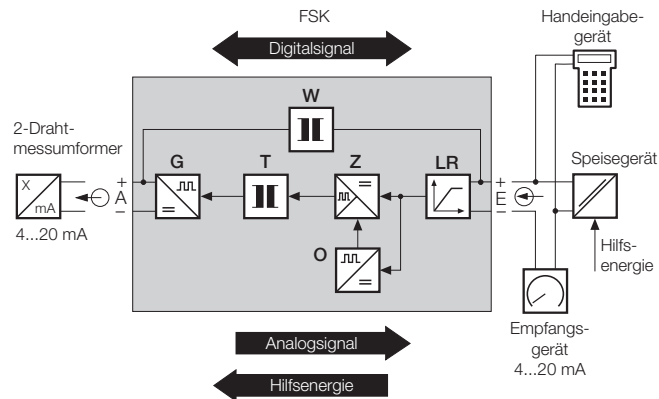 FSK
Digitalsignal
Handeingabe-
gerät
W
2-Draht-
messumformer
G
T
Z
LR
Speisegerät
X
mA
+
A
–
+
E
–
4...20 mA
O
Hilfs-
energie
Empfangs-
gerät
4...20 mA
Analogsignal
Hilfsenergie